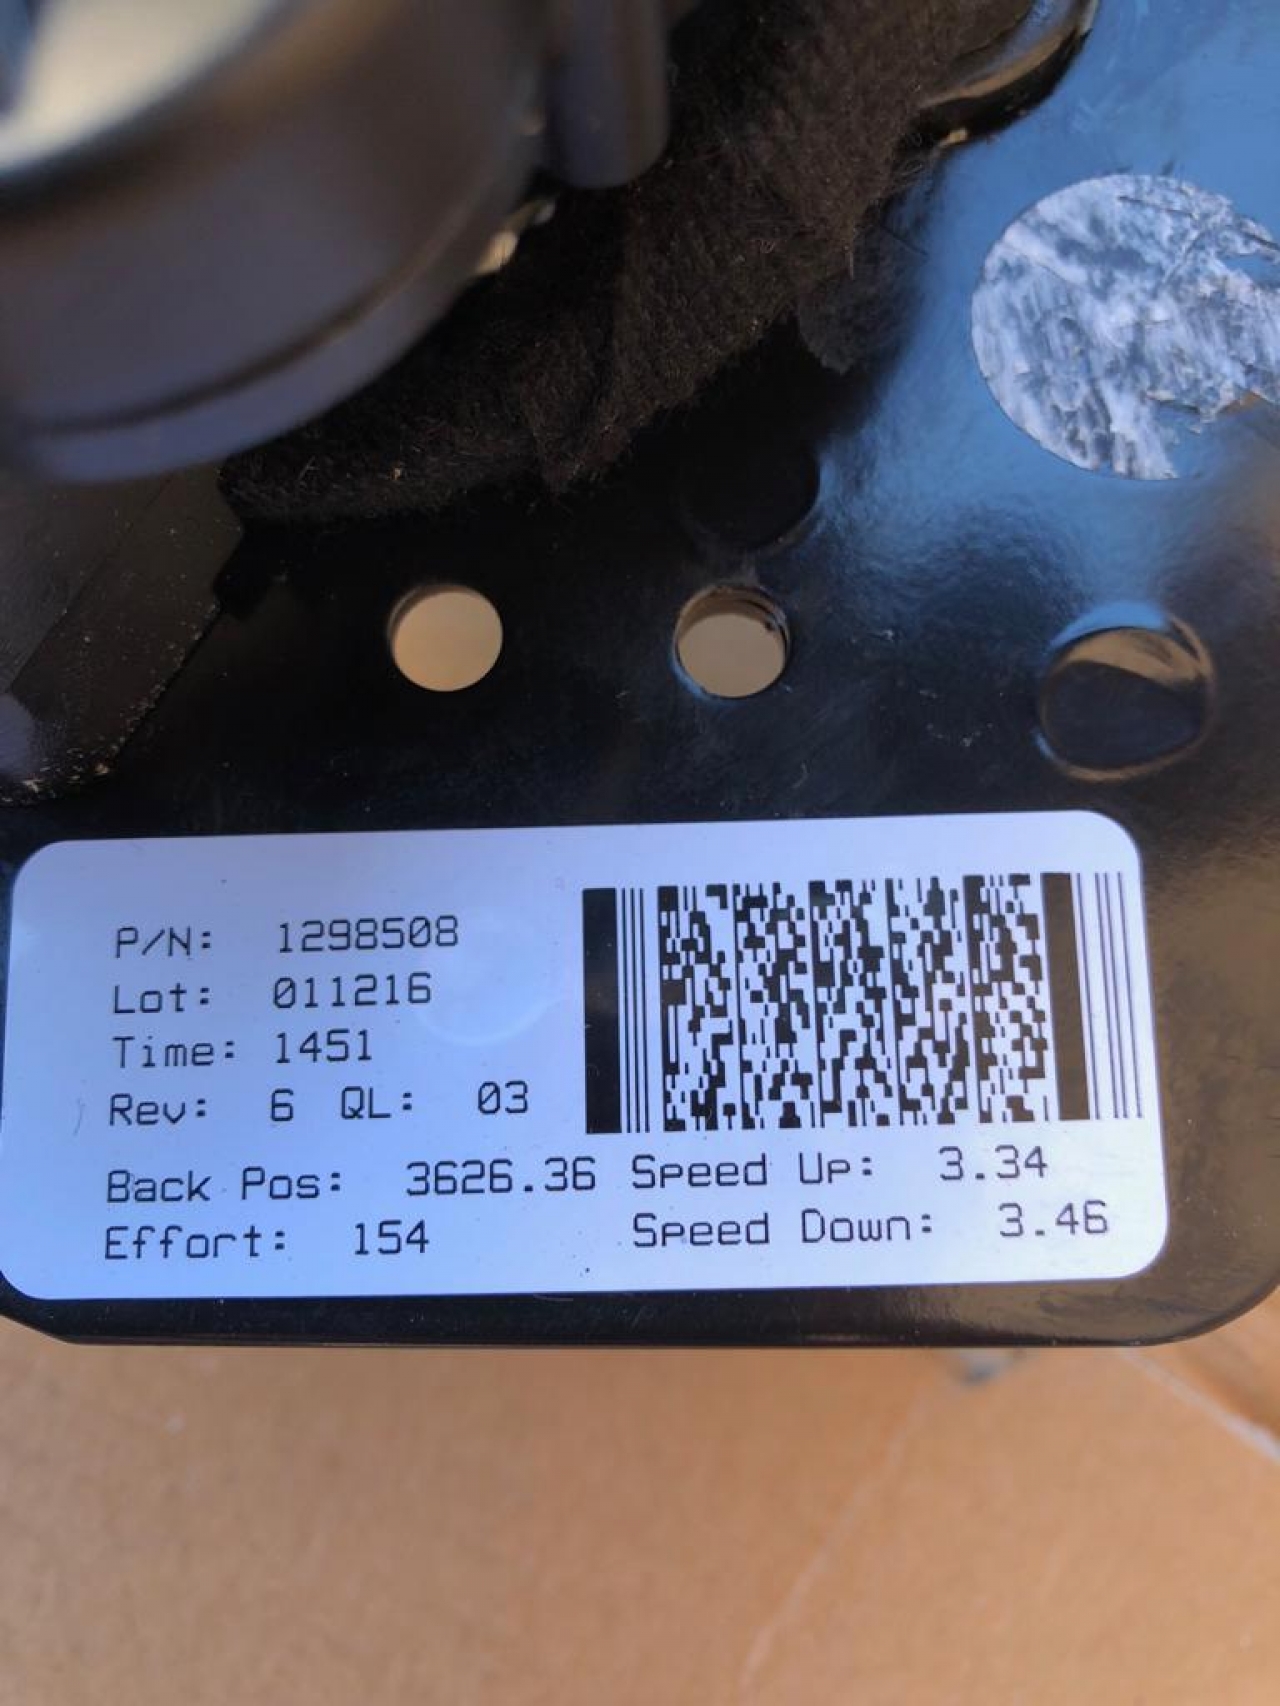 P/N: 1298508
Lot: 011216
Time: 1451
Rev: 6 QL: 03
Back Pos: 3626.36 Speed Up: 3.34
Effort: 154 Speed Down: 3.46